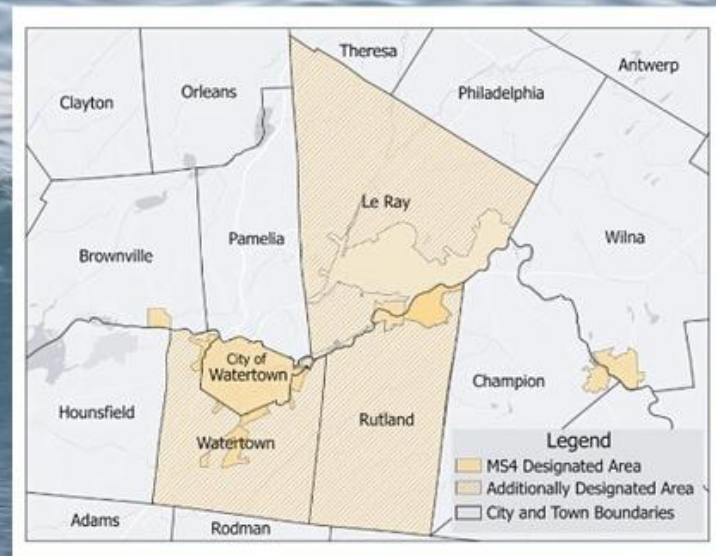 Theresa
Antwerp
Orleans
Clayton
Philadelphia
Le Ray
Pamelia
Wilna
Brownville
City of
Watertown
Champion
Hounsfield
Rutland
Watertown
Legend
MS4 Designated Area
Additionally Designated Area
City and Town Boundaries
Adams
Rodman